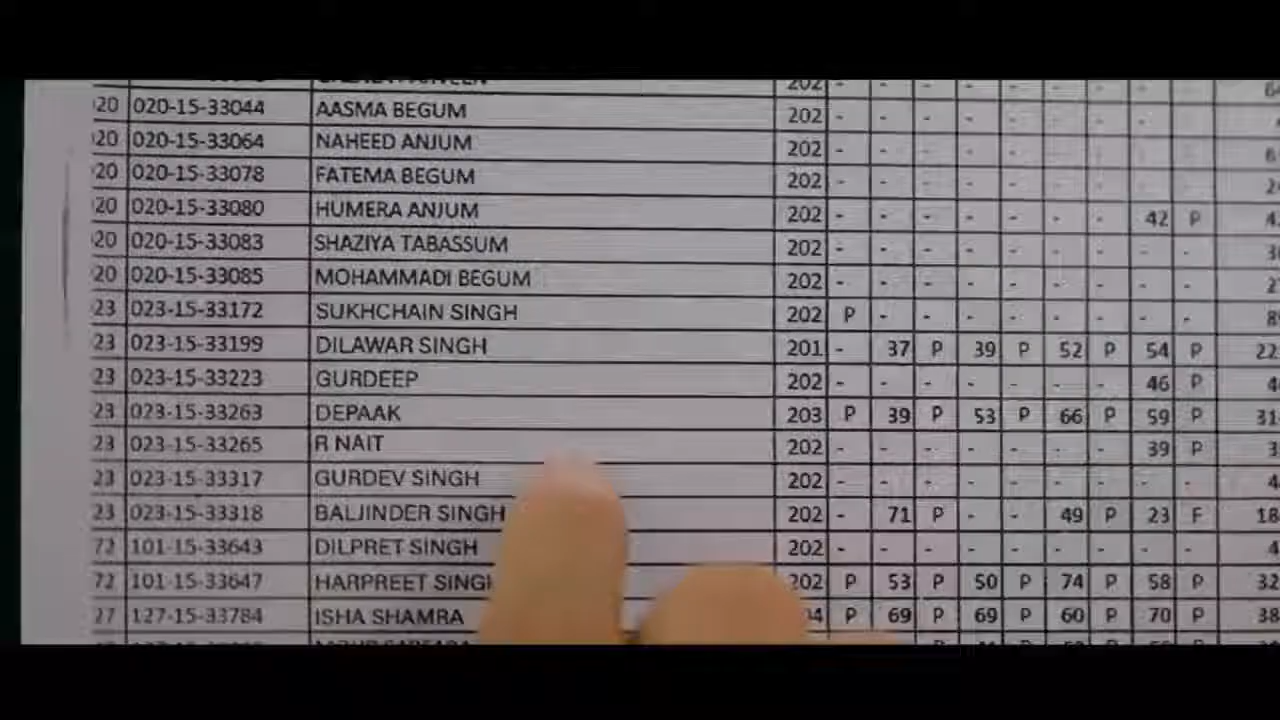 20 020-15-33044 AASMA BEGUM 202 - - - - - - - - -
20 020-15-33064 NAHEED ANJUM 202 - - - - - - - - -
20 020-15-33078 FATEMA BEGUM 202 - - - - - - - - -
20 020-15-33080 HUMERA ANJUM 202 - - - - - - - 42 P
20 020-15-33083 SHAZIYA TABASSUM 202 - - - - - - - - -
20 020-15-33085 MOHAMMADI BEGUM 202 - - - - - - - - -
23 023-15-33172 SUKHCHAIN SINGH 202 P - - - - - - - -
23 023-15-33199 DILAWAR SINGH 201 - 37 P 39 P 52 P 54 P 22
23 023-15-33223 GURDEEP 202 - - - - - - - 46 P
23 023-15-33263 DEPAAK 203 P 39 P 53 P 66 P 59 P 31
23 023-15-33265 R NAIT 202 - - - - - - - 39 P
23 023-15-33317 GURDEV SINGH 202 - - - - - - - - -
23 023-15-33318 BALJINDER SINGH 202 - 71 P - - 49 P 23 F 18
72 101-15-33643 DILPRET SINGH 202 - - - - - - - - -
72 101-15-33647 HARPREET SINGH 202 P 53 P 50 P 74 P 58 P 32
27 127-15-33784 ISHA SHAMRA P 69 P 69 P 60 P 70 P 38